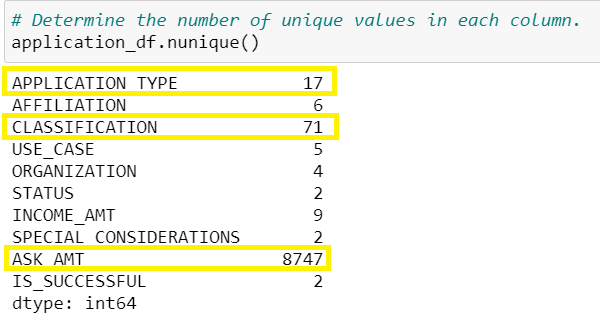 # Determine the number of unique values in each column.
application_df.nunique()
APPLICATION_TYPE 17
AFFILIATION 6
CLASSIFICATION 71
USE_CASE 5
ORGANIZATION 4
STATUS 2
INCOME_AMT 9
SPECIAL_CONSIDERATIONS 2
ASK_AMT 8747
IS_SUCCESSFUL 2
dtype: int64